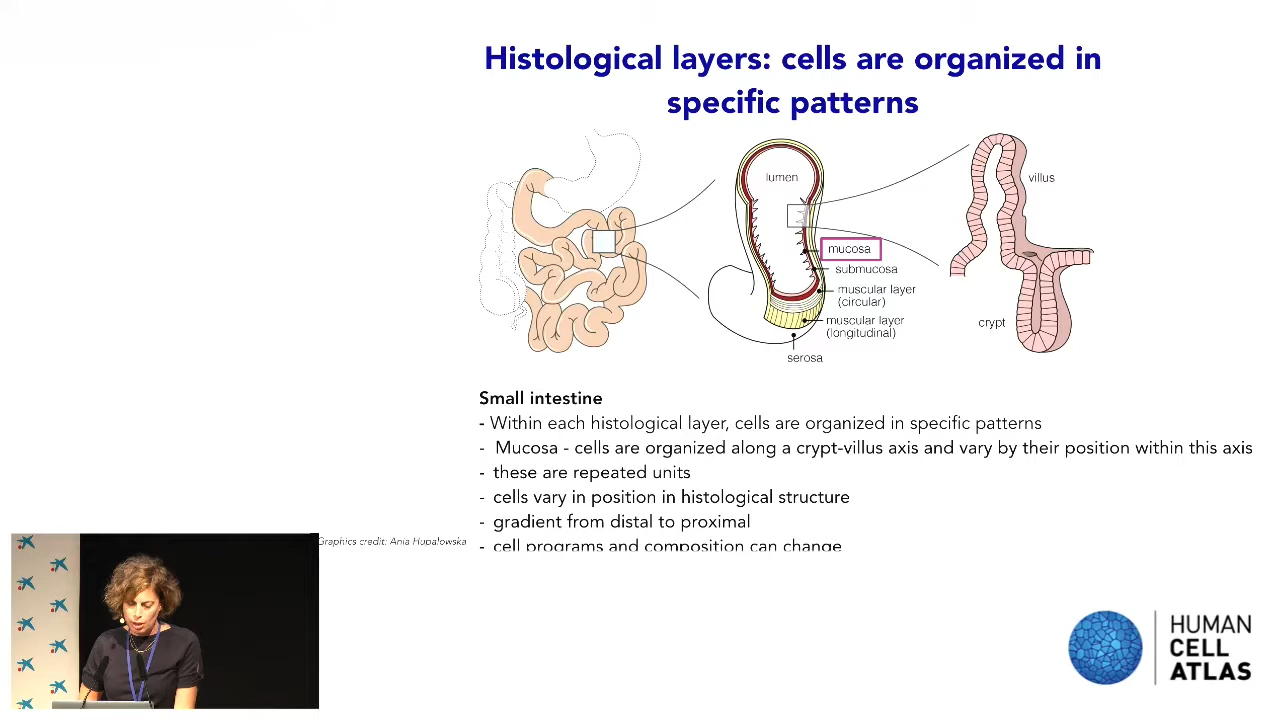 Histological layers: cells are organized in
specific patterns
lumen
villus
mucosa
submucosa
muscular layer
(circular)
muscular layer
(longitudinal)
serosa
crypt
Small intestine
- Within each histological layer, cells are organized in specific patterns
- Mucosa - cells are organized along a crypt-villus axis and vary by their position within this axis
- these are repeated units
- cells vary in position in histological structure
- gradient from distal to proximal
- cell programs and composition can change
Graphics credit: Ania Hupalowska
HUMAN
CELL
ATLAS